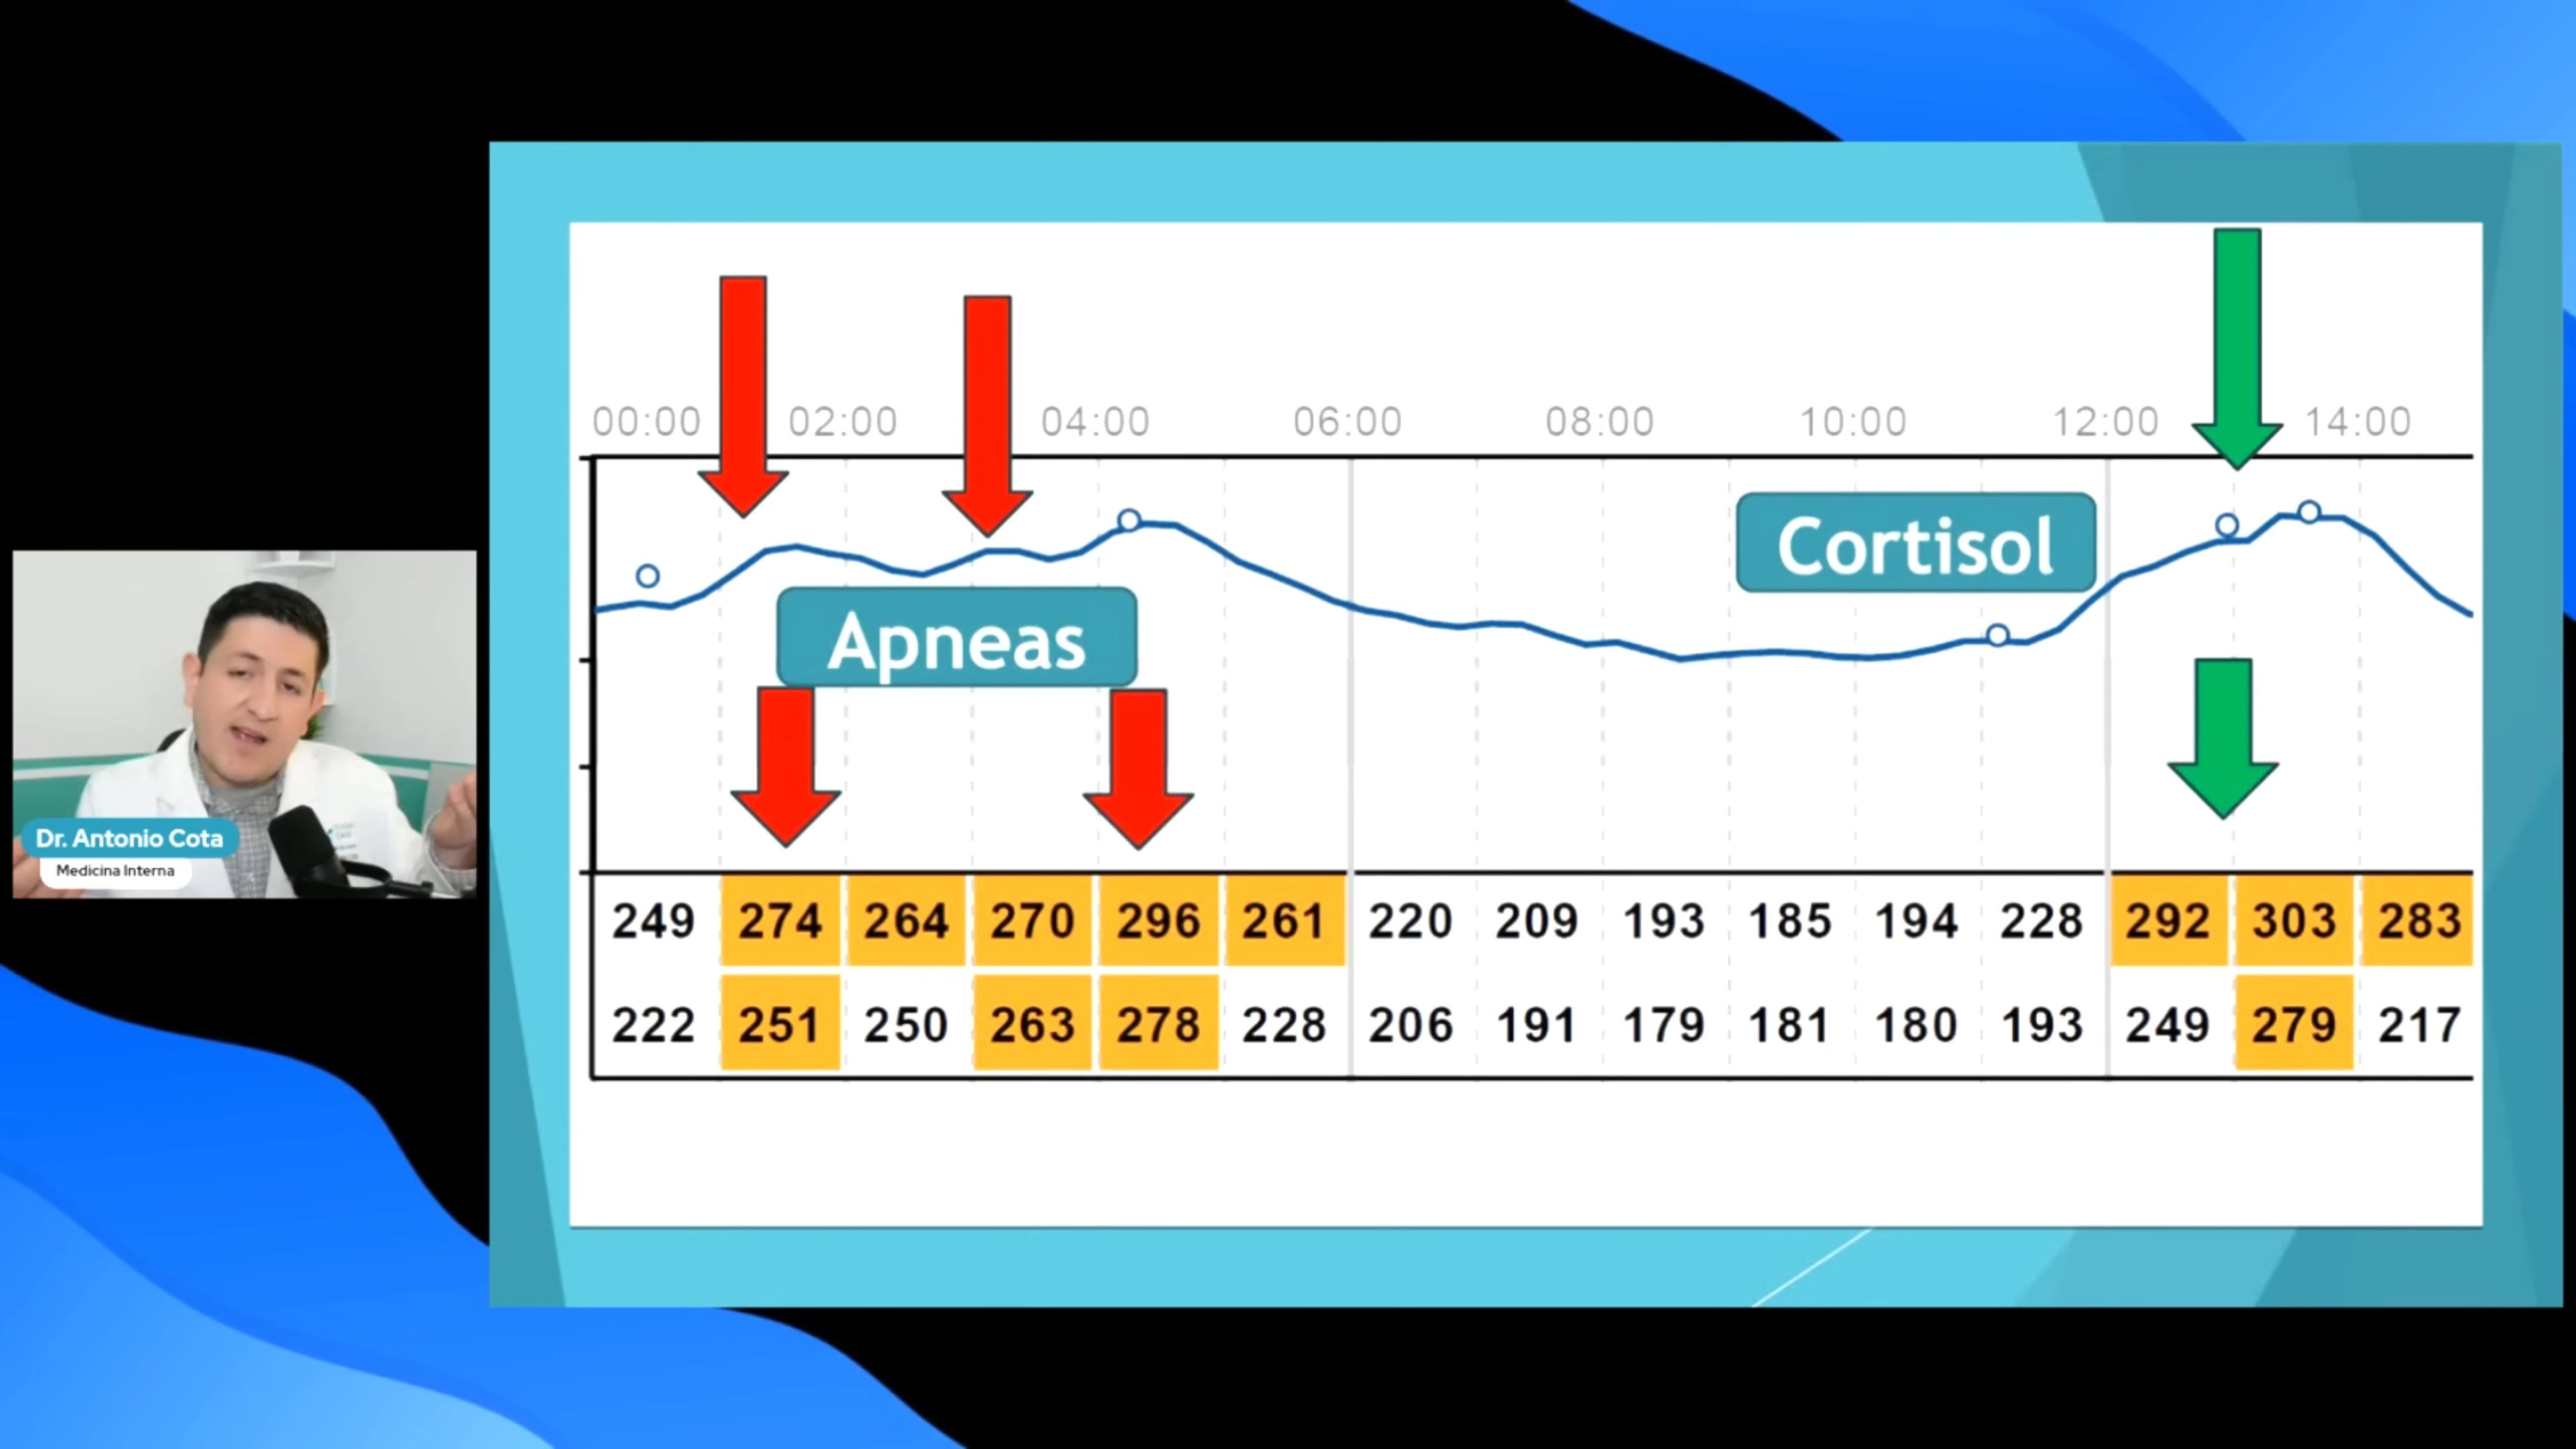 00:00 02:00 04:00 06:00 08:00 10:00 12:00 14:00
Cortisol
Apneas
Dr. Antonio Cota
Medicina Interna
249 274 264 270 296 261 220 209 193 185 194 228 292 303 283
222 251 250 263 278 228 206 191 179 181 180 193 249 279 217